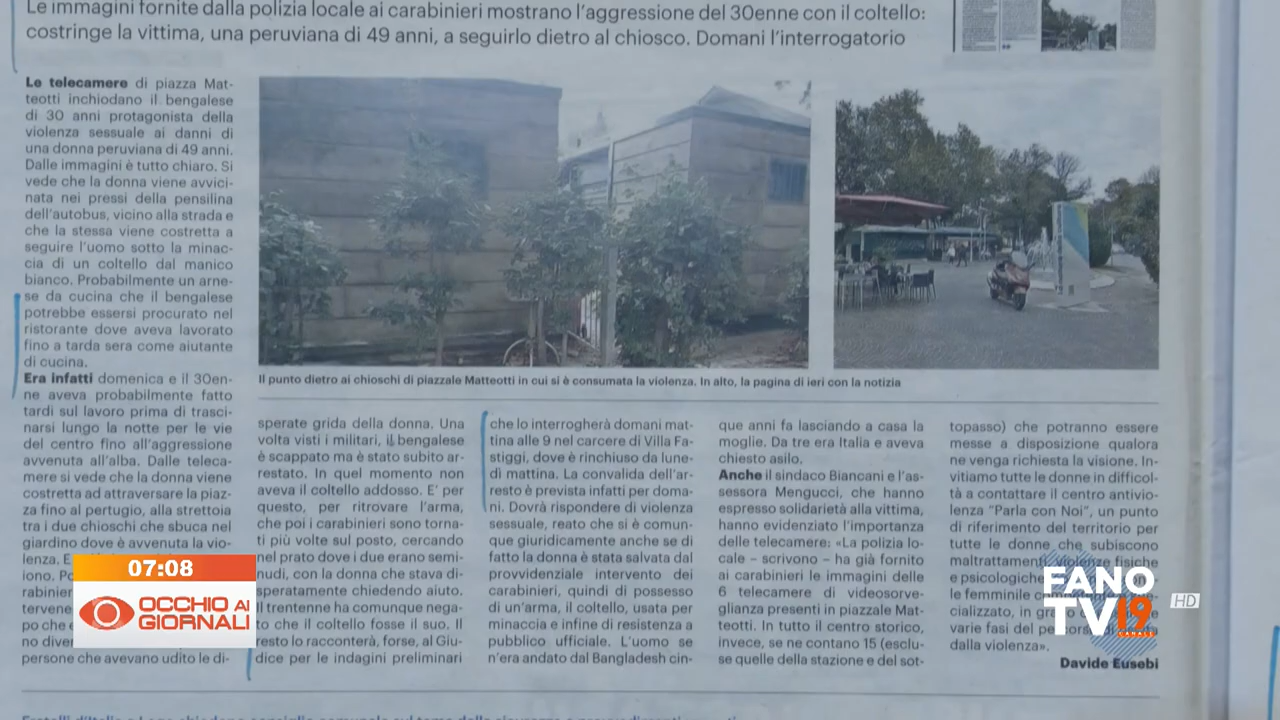 Le immagini fornite dalla polizia locale ai carabinieri mostrano l'aggressione del 30enne con il coltello:
costringe la vittima, una peruviana di 49 anni, a seguirlo dietro al chiosco. Domani l'interrogatorio
Le telecamere di piazza Mat-
teotti inchiodano il bengalese
di 30 anni protagonista della
violenza sessuale ai danni di
una donna peruviana di 49 anni.
Dalle immagini è tutto chiaro. Si
vede che la donna viene avvici-
nata nei pressi della pensilina
dell'autobus, vicino alla strada e
che la stessa viene costretta a
seguire l'uomo sotto la minac-
cia di un coltello dal manico
bianco. Probabilmente un arne-
se da cucina che il bengalese
potrebbe essersi procurato nel
ristorante dove aveva lavorato
fino a tarda sera come aiutante
di cucina.
Era infatti domenica e il 30en-
ne aveva probabilmente fatto
tardi sul lavoro prima di trasci-
narsi lungo la notte per le vie
del centro fino all'aggressione
avvenuta all'alba. Dalle teleca-
mere si vede che la donna viene
costretta ad attraversare la piaz-
za fino al pertugio, alla strettoia
tra i due chioschi che sbuca nel
giardino dove è avvenuta la vio-
lenza. E
iono. Po
rabinier
tervene
po che e
no diver
persone che avevano udito le di-
Il punto dietro ai chioschi di piazzale Matteotti in cui si è consumata la violenza. In alto, la pagina di ieri con la notizia
sperate grida della donna. Una
volta visti i militari, il bengalese
è scappato ma è stato subito ar-
restato. In quel momento non
aveva il coltello addosso. E' per
questo, per ritrovare l'arma,
che poi i carabinieri sono torna-
ti più volte sul posto, cercando
nel prato dove i due erano semi-
nudi, con la donna che stava di-
speratamente chiedendo aiuto.
Il trentenne ha comunque nega-
to che il coltello fosse il suo. Il
resto lo racconterà, forse, al Giu-
dice per le indagini preliminari
che lo interrogherà domani mat-
tina alle 9 nel carcere di Villa Fa-
stiggi, dove è rinchiuso da lune-
dì mattina. La convalida dell'ar-
resto è prevista infatti per doma-
ni. Dovrà rispondere di violenza
sessuale, reato che si è comun-
que giuridicamente anche se di
fatto la donna è stata salvata dal
provvidenziale intervento dei
carabinieri, quindi di possesso
di un'arma, il coltello, usata per
minaccia e infine di resistenza a
pubblico ufficiale. L'uomo se
n'era andato dal Bangladesh cin-
que anni fa lasciando a casa la
moglie. Da tre era Italia e aveva
chiesto asilo.
Anche il sindaco Biancani e l'as-
sessora Mengucci, che hanno
espresso solidarietà alla vittima,
hanno evidenziato l'importanza
delle telecamere: «La polizia lo-
cale – scrivono – ha già fornito
ai carabinieri le immagini delle
6 telecamere di videosorve-
glianza presenti in piazzale Mat-
teotti. In tutto il centro storico,
invece, se ne contano 15 (esclu-
se quelle della stazione e del sot-
topasso) che potranno essere
messe a disposizione qualora
ne venga richiesta la visione. In-
vitiamo tutte le donne in difficol-
tà a contattare il centro antivio-
lenza "Parla con Noi", un punto
di riferimento del territorio per
tutte le donne che subiscono
maltrattamenti violenze fisiche
e psicologiche
le femminile
cializzato, in
varie fasi del
dalla violenza».
Davide Eusebi
07:08
OCCHIO AI
GIORNALI
FANO
TV19
HD